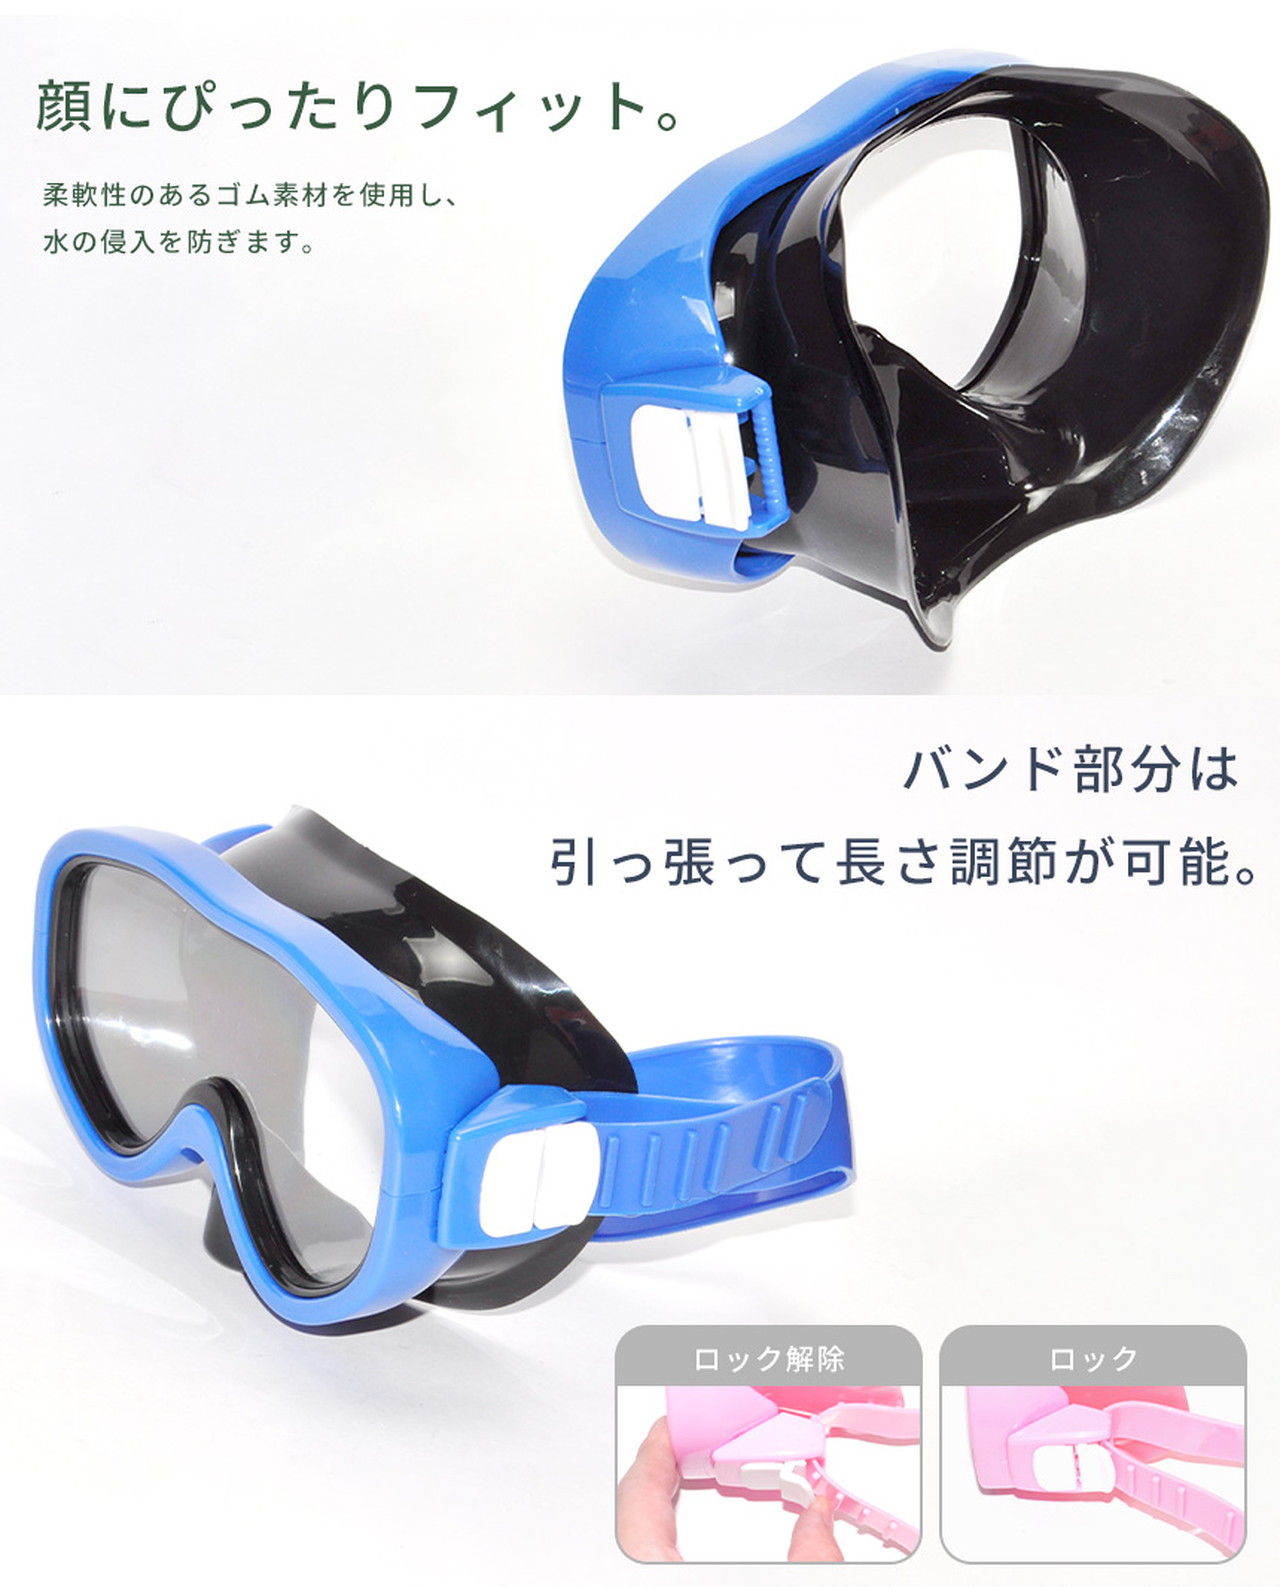 顔にぴったりフィット。
柔軟性のあるゴム素材を使用し、
水の侵入を防ぎます。
バンド部分は
引っ張って長さ調節が可能。
ロック解除
ロック